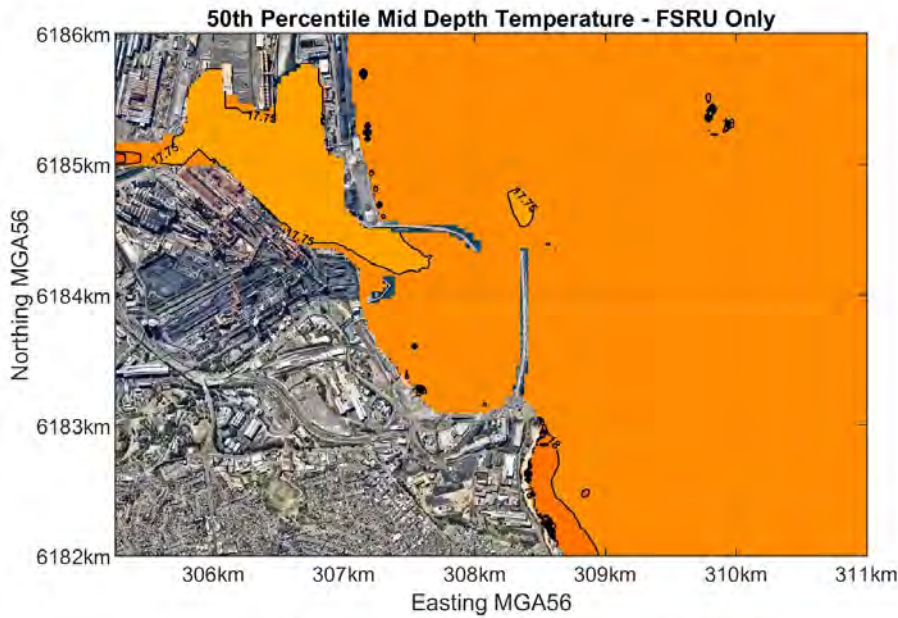 50th Percentile Mid Depth Temperature - FSRU Only
6186km
6185km
6184km
6183km
6182km
Northing MGA56
17.75
17.75
17.75
17.75
18
306km
307km
308km
309km
310km
311km
Easting MGA56